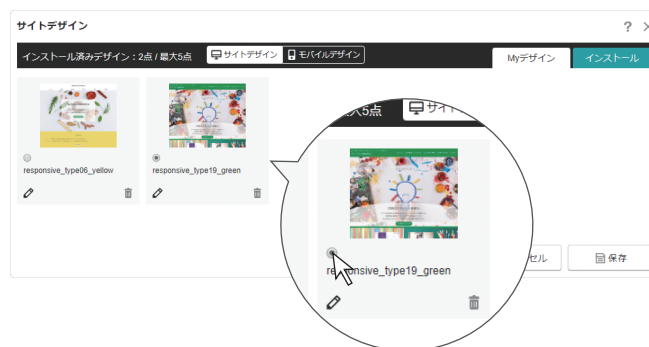 サイトデザイン
? ×
インストール済みデザイン：2点 / 最大5点 サイトデザイン モバイルデザイン Myデザイン インストール
responsive_type06_yellow responsive_type19_green
大5点 サイト
responsive_type19_green
セル 保存